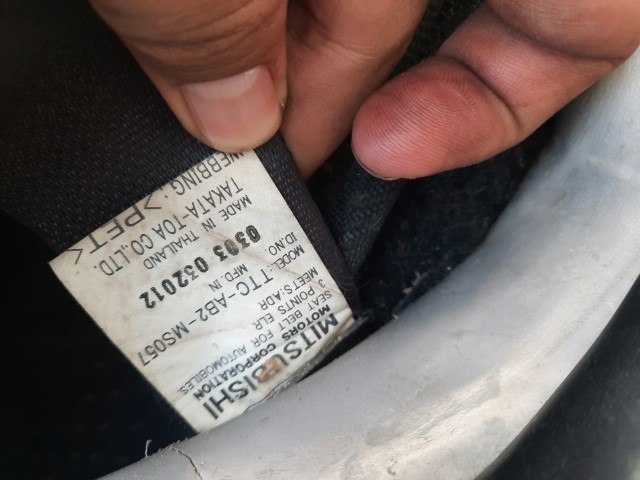 MITSUBISHI
MOTORS CORPORATION
SEAT BELT FOR AUTOMOBILES.
3 POINTS ELR
MEETS:ADR
MODEL:TTC-AB2-MS057
ID.NO. MFD.IN
0303 032012
MADE IN THAILAND
TAKATA-TOA CO.,LTD.
WEBBING >PET<